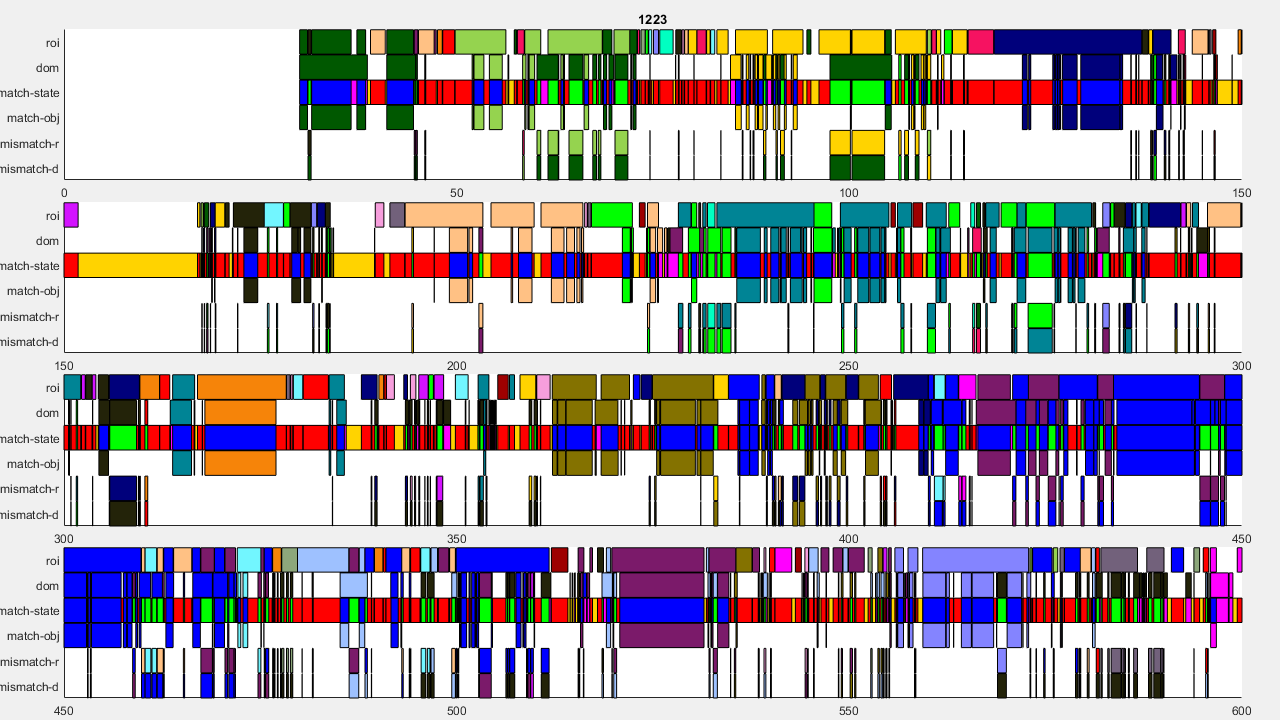 1223
roi
dom
match-state
match-obj
mismatch-r
mismatch-d
0 50 100 150
roi
dom
match-state
match-obj
mismatch-r
mismatch-d
150 200 250 300
roi
dom
match-state
match-obj
mismatch-r
mismatch-d
300 350 400 450
roi
dom
match-state
match-obj
mismatch-r
mismatch-d
450 500 550 600